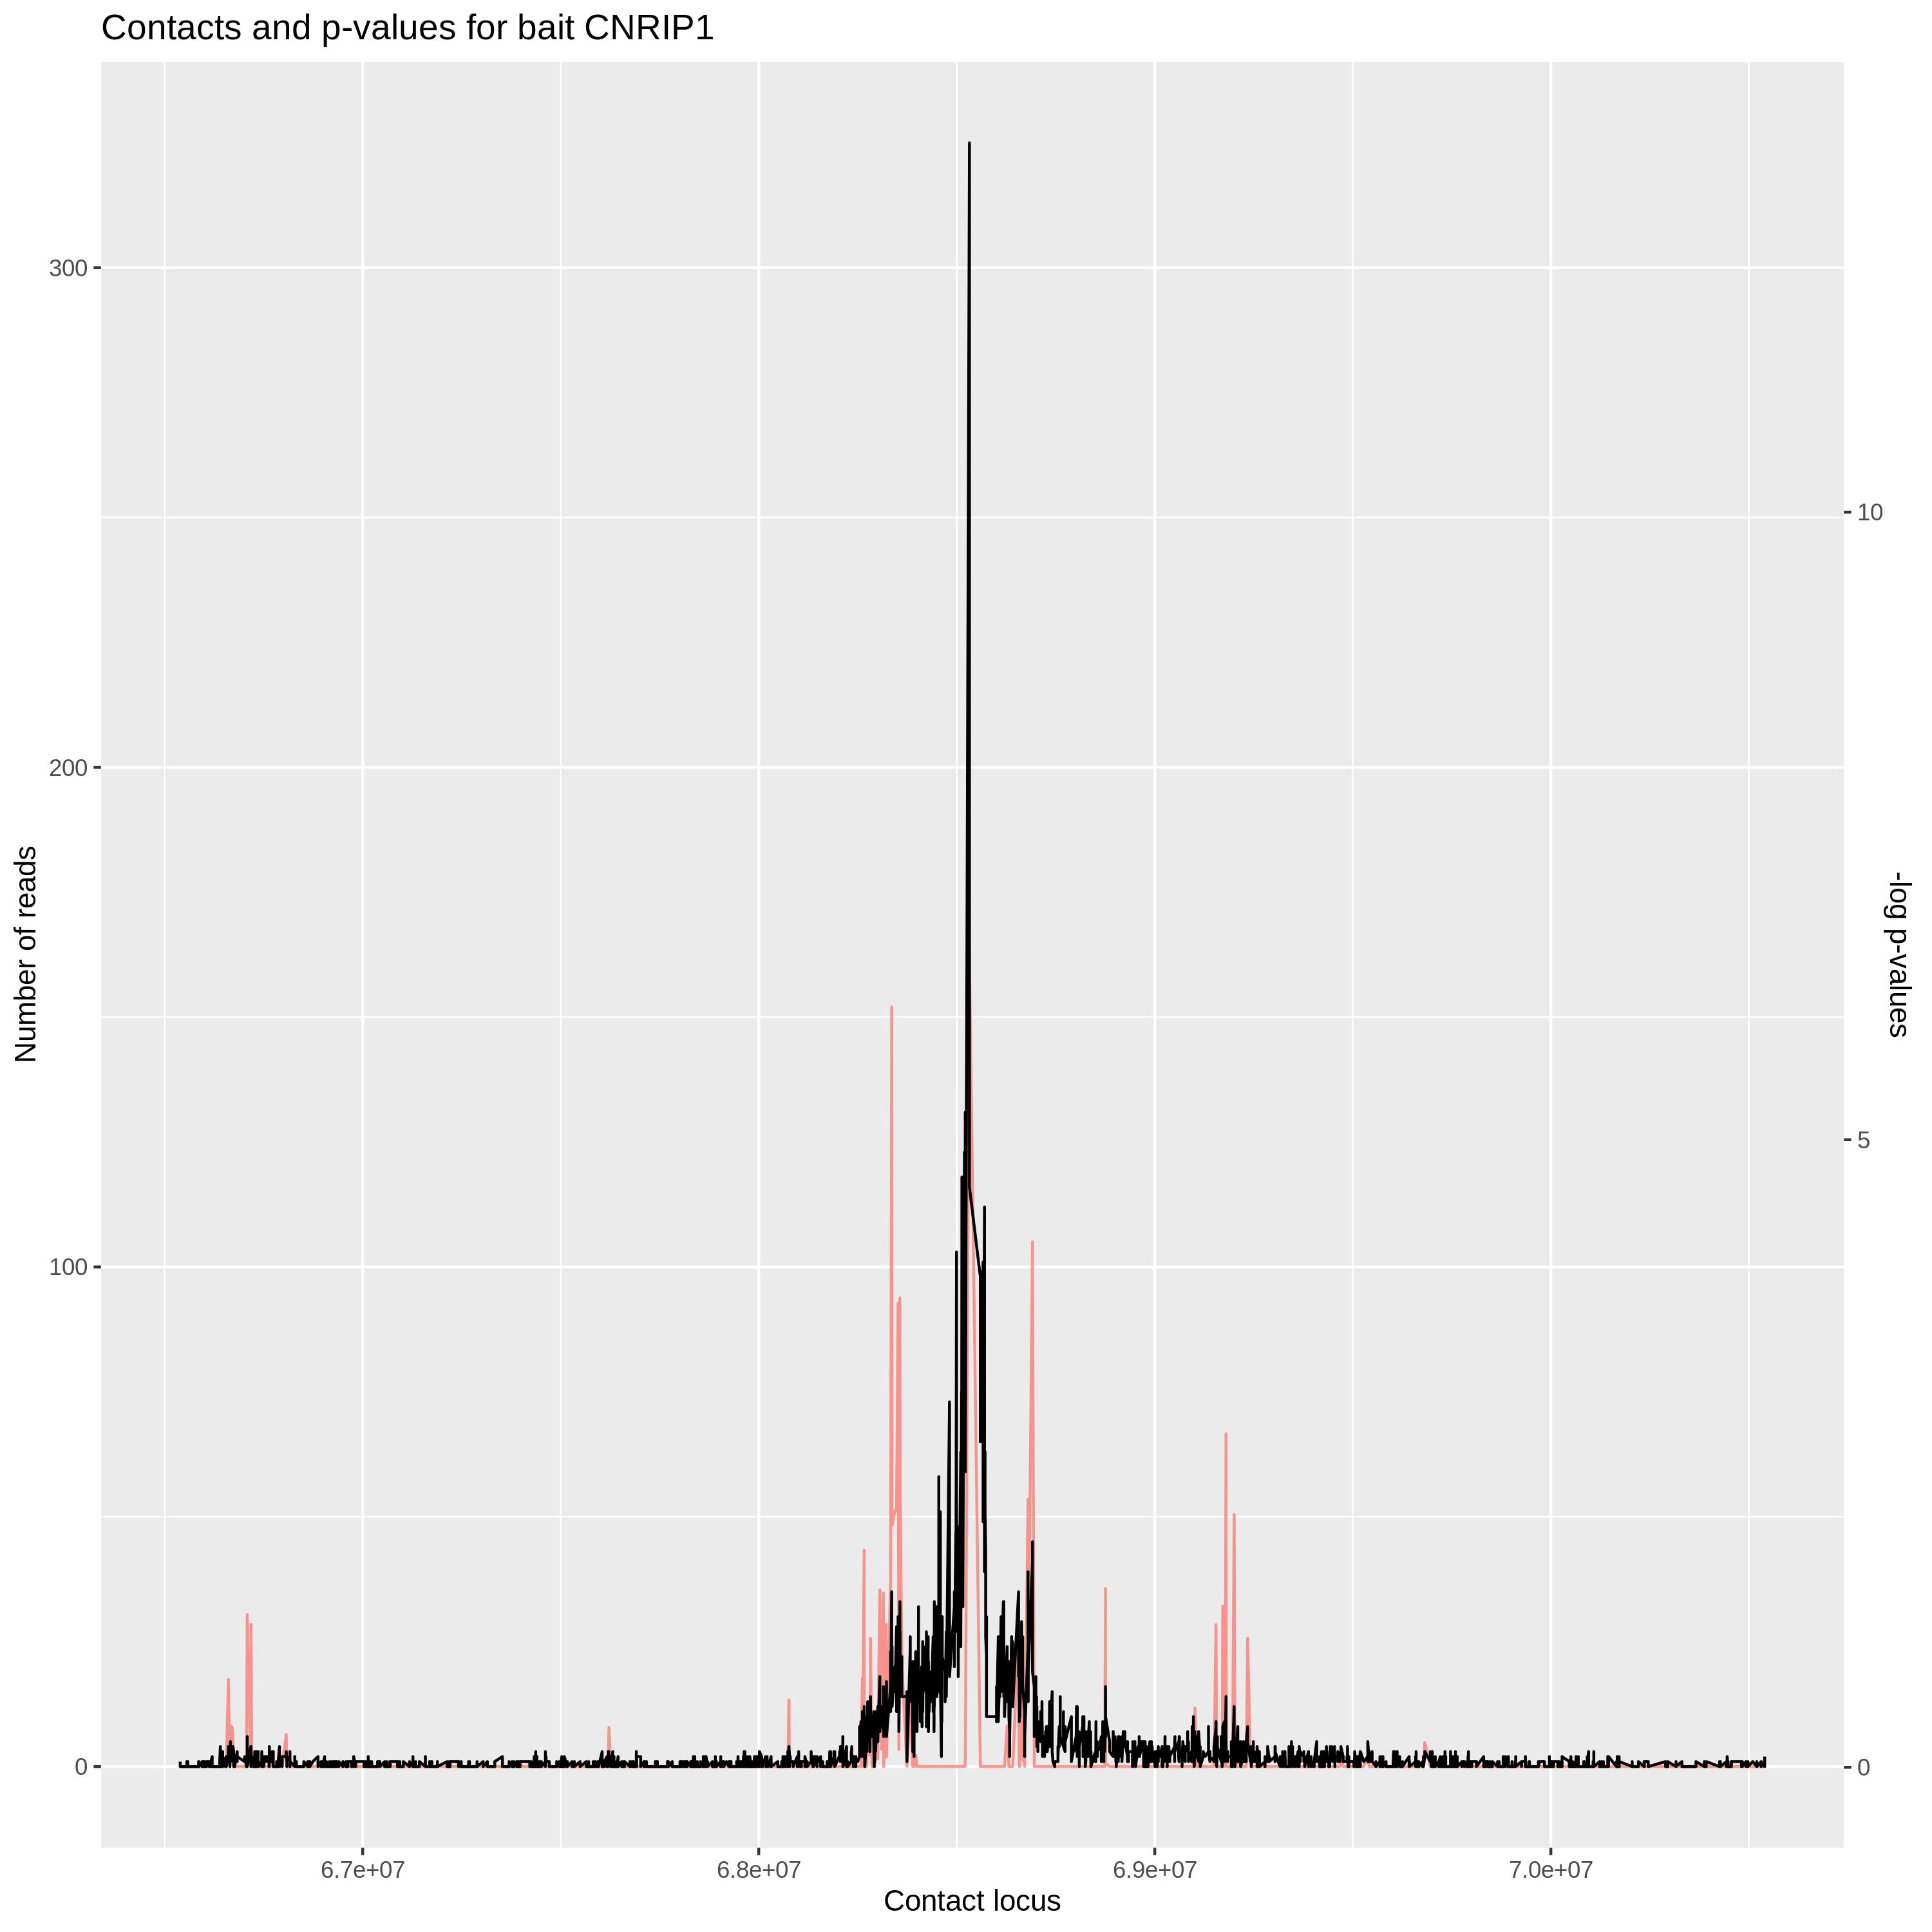 Contacts and p-values for bait CNRIP1
300
200
100
0
Number of reads
10
5
0
-log p-values
6.7e+07
6.8e+07
6.9e+07
7.0e+07
Contact locus